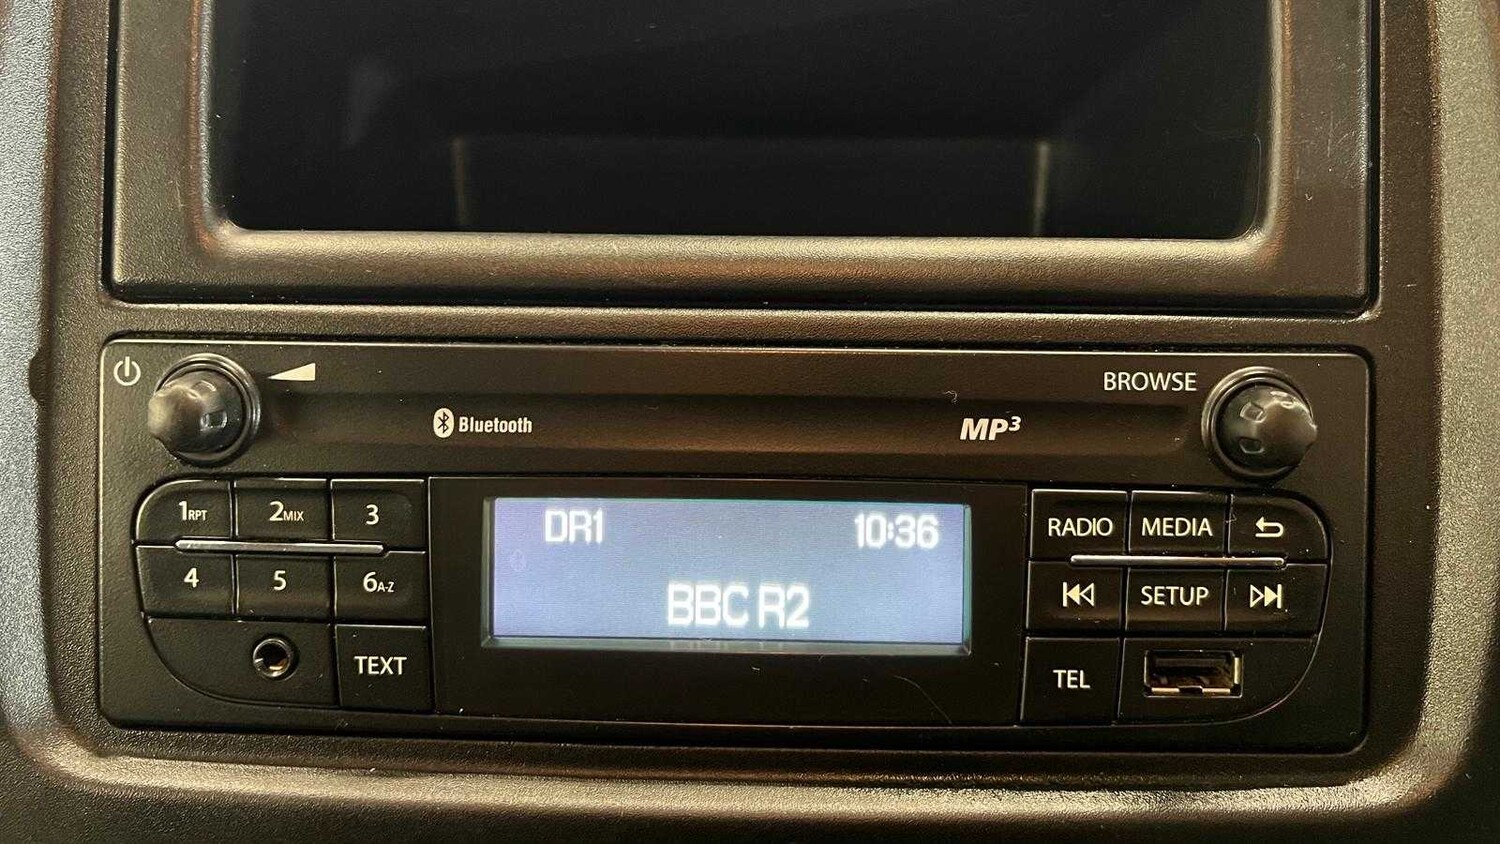 BROWSE
Bluetooth
MP3
1RPT 2MIX 3
4 5 6A-Z
TEXT
DR1 10:36
BBC R2
RADIO MEDIA
SETUP
TEL